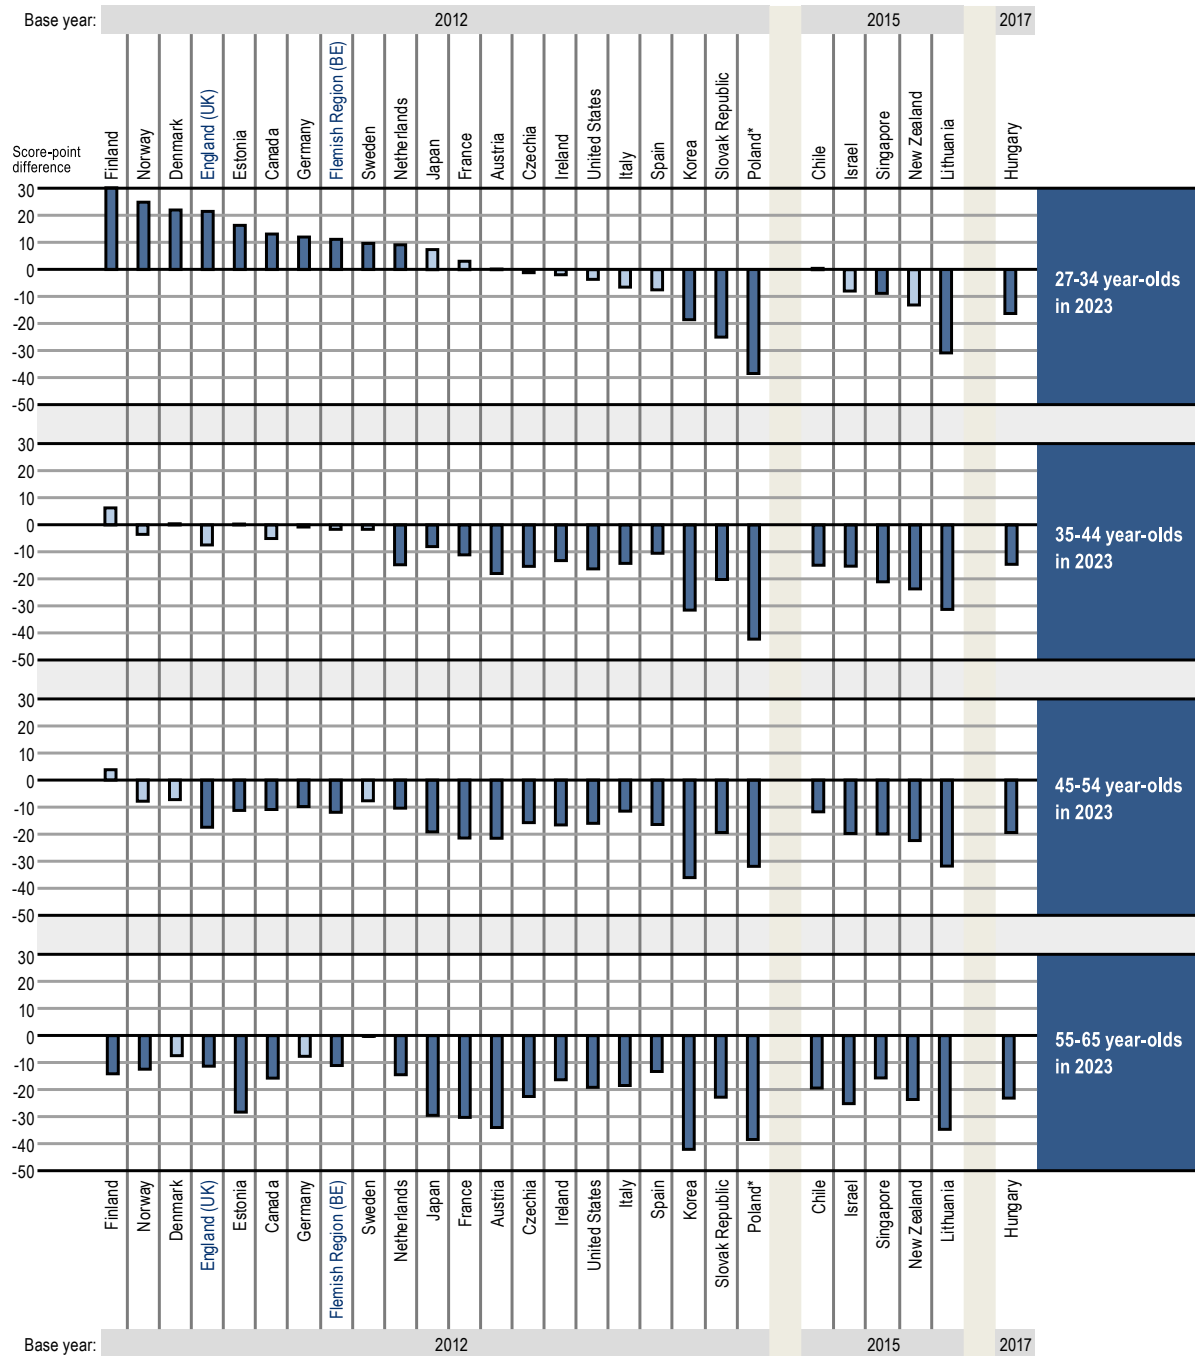 Base year: 2012 2015 2017
Score-point
difference
Finland
Norway
Denmark
England (UK)
Estonia
Canada
Germany
Flemish Region (BE)
Sweden
Netherlands
Japan
France
Austria
Czechia
Ireland
United States
Italy
Spain
Korea
Slovak Republic
Poland*
Chile
Israel
Singapore
New Zealand
Lithuania
Hungary
30
20
10
0
-10
-20
-30
-40
-50
27-34 year-olds
in 2023
30
20
10
0
-10
-20
-30
-40
-50
35-44 year-olds
in 2023
30
20
10
0
-10
-20
-30
-40
-50
45-54 year-olds
in 2023
30
20
10
0
-10
-20
-30
-40
-50
55-65 year-olds
in 2023
Finland
Norway
Denmark
England (UK)
Estonia
Canada
Germany
Flemish Region (BE)
Sweden
Netherlands
Japan
France
Austria
Czechia
Ireland
United States
Italy
Spain
Korea
Slovak Republic
Poland*
Chile
Israel
Singapore
New Zealand
Lithuania
Hungary
Base year: 2012 2015 2017